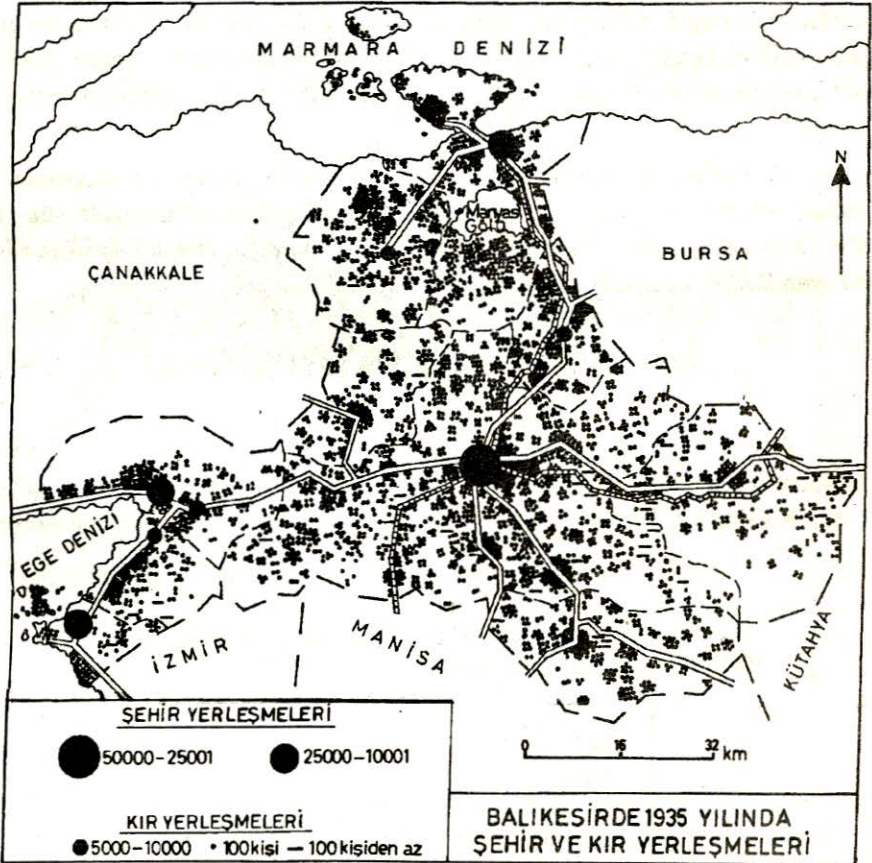 MARMARA DENİZİ
N
Manyas
Gölü
ÇANAKKALE
BURSA
EGE DENİZİ
İZMİR
MANİSA
KÜTAHYA
ŞEHİR YERLEŞMELERİ
50000-25001
25000-10001
KIR YERLEŞMELERİ
5000-10000 • 100kişi — 100kişiden az
0 16 32 km
BALIKESİRDE 1935 YILINDA
ŞEHİR VE KIR YERLEŞMELERİ